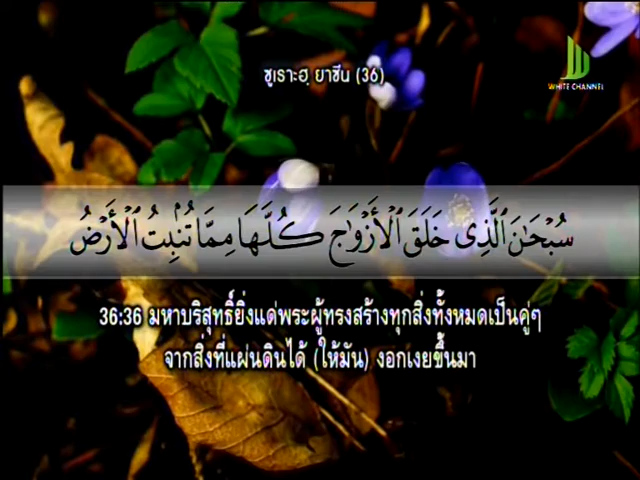 ซูเราะฮฺ ยาซีน (36)
WHITE CHANNEL
سُبْحَٰنَ ٱلَّذِى خَلَقَ ٱلْأَزْوَٰجَ كُلَّهَا مِمَّا تُنۢبِتُ ٱلْأَرْضُ
36:36 มหาบริสุทธิ์ยิ่งแด่พระผู้ทรงสร้างทุกสิ่งทั้งหมดเป็นคู่ๆ
จากสิ่งที่แผ่นดินได้ (ให้มัน) งอกเงยขึ้นมา